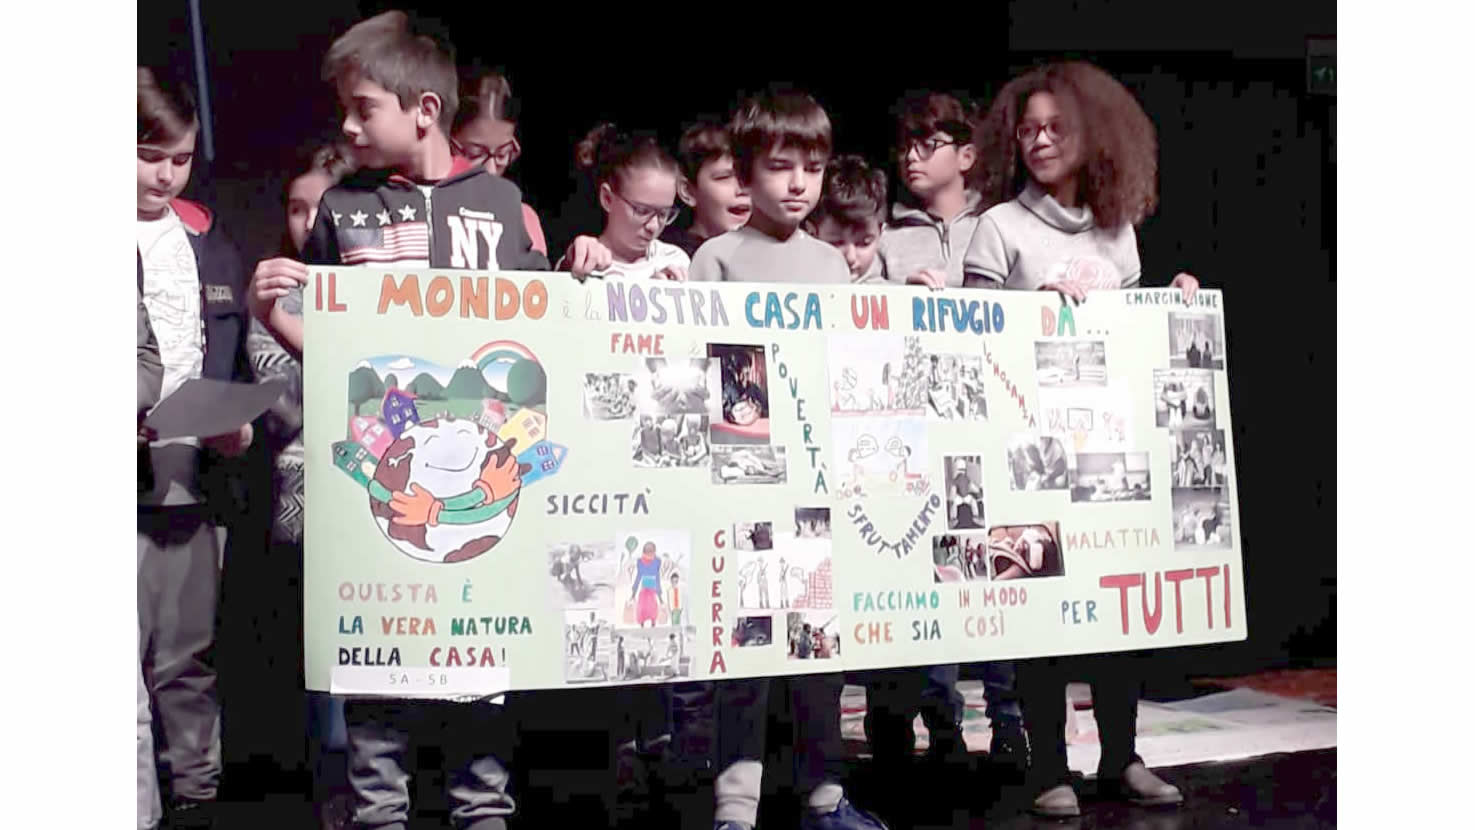 IL MONDO è la NOSTRA CASA: UN RIFUGIO DA...
EMARGINAZIONE
FAME
POVERTÀ
IGNORANZA
SICCITÀ
SFRUTTAMENTO
GUERRA
MALATTIA
QUESTA È
LA VERA NATURA
DELLA CASA!
FACCIAMO IN MODO
CHE SIA COSÌ
PER TUTTI
5A - 5B
NY